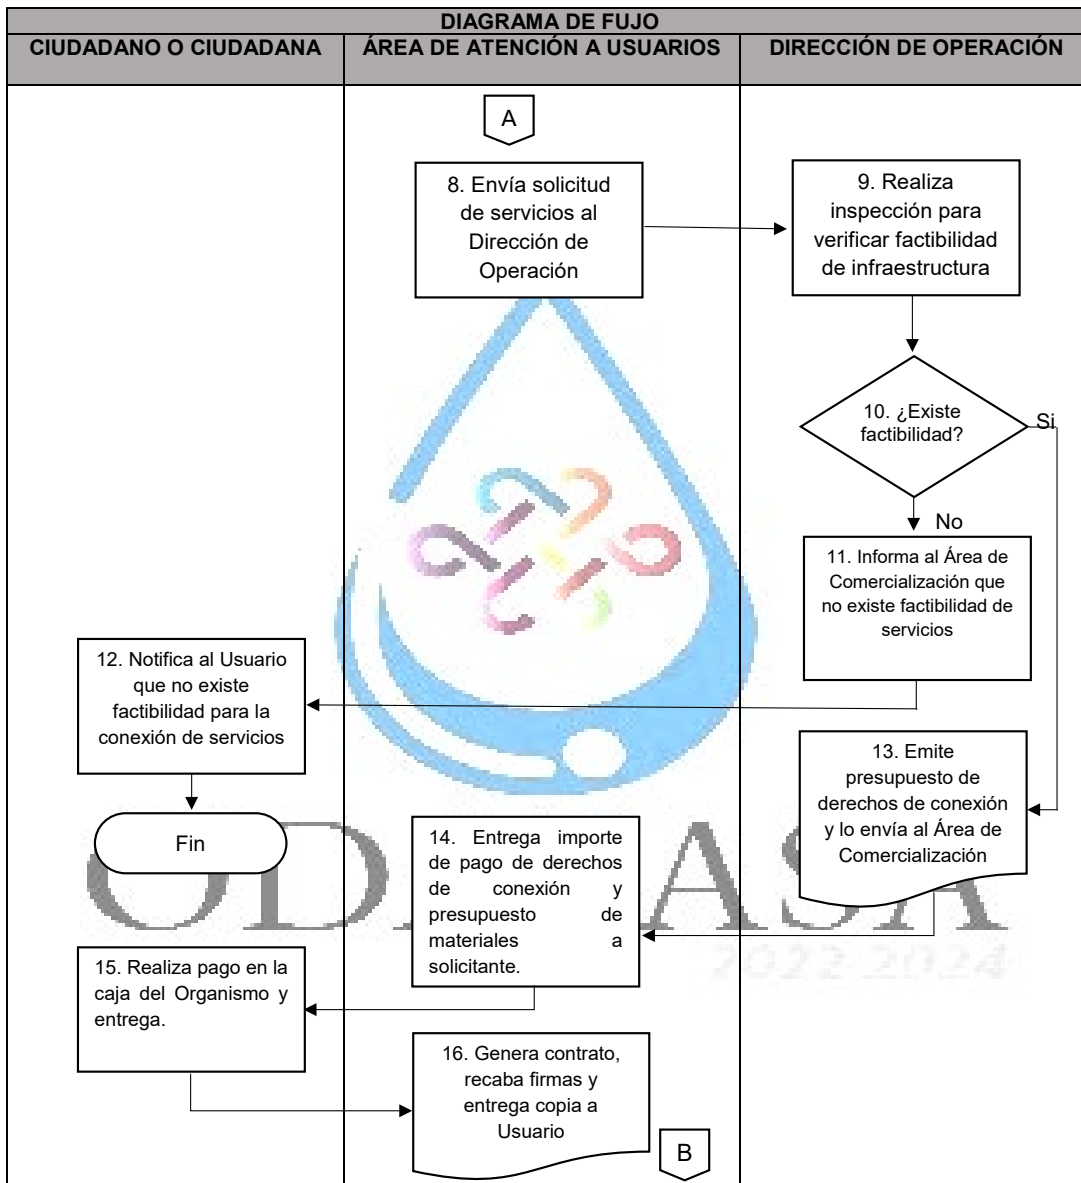 DIAGRAMA DE FUJO
CIUDADANO O CIUDADANA
ÁREA DE ATENCIÓN A USUARIOS
DIRECCIÓN DE OPERACIÓN
A
8. Envía solicitud
de servicios al
Dirección de
Operación
9. Realiza
inspección para
verificar factibilidad
de infraestructura
10. ¿Existe
factibilidad?
Si
No
11. Informa al Área de
Comercialización que
no existe factibilidad de
servicios
12. Notifica al Usuario
que no existe
factibilidad para la
conexión de servicios
Fin
13. Emite
presupuesto de
derechos de conexión
y lo envía al Área de
Comercialización
14. Entrega importe
de pago de derechos
de conexión y
presupuesto de
materiales a
solicitante.
15. Realiza pago en la
caja del Organismo y
entrega.
16. Genera contrato,
recaba firmas y
entrega copia a
Usuario
B
2022-2024